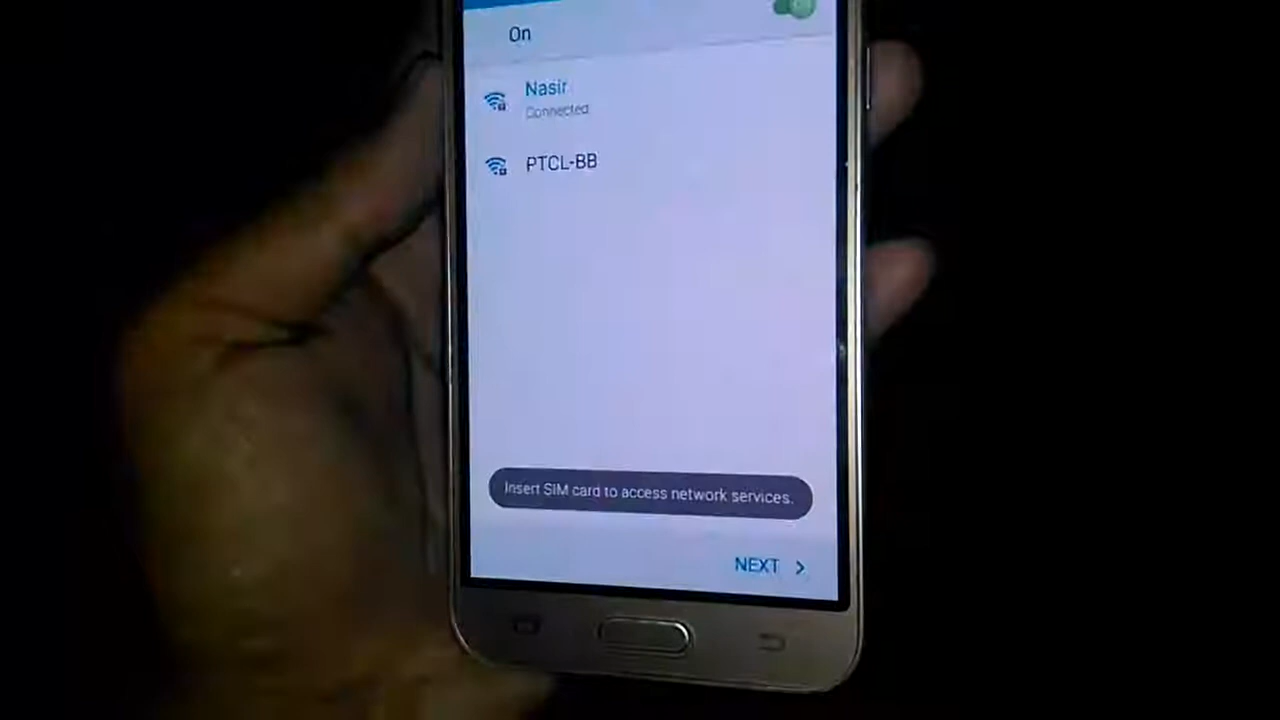 On
Nasir
Connected
PTCL-BB
Insert SIM card to access network services.
NEXT